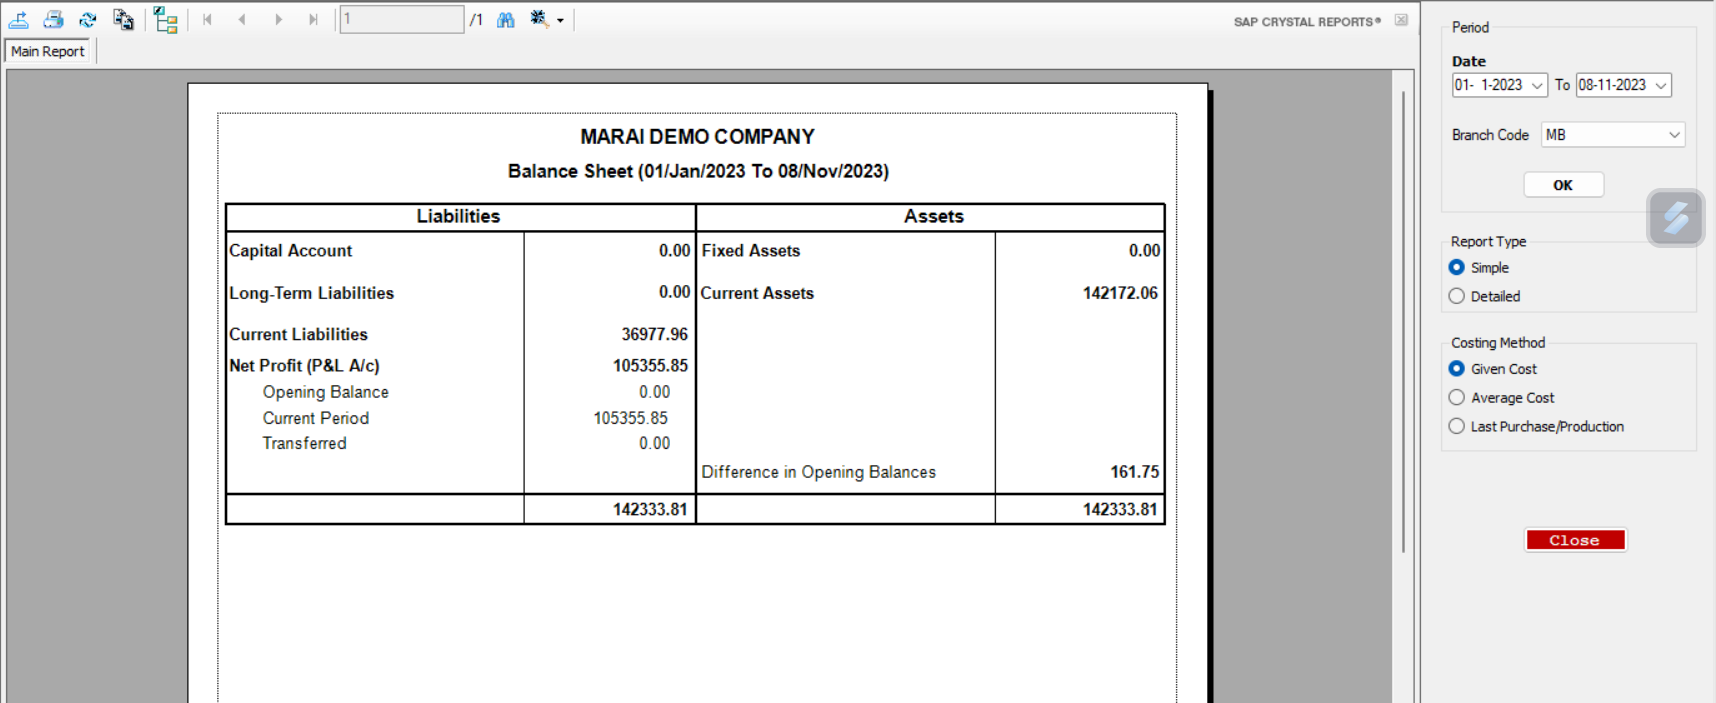 1 /1 SAP CRYSTAL REPORTS®
Main Report
MARAI DEMO COMPANY
Balance Sheet (01/Jan/2023 To 08/Nov/2023)
Liabilities Assets
Capital Account 0.00 Fixed Assets 0.00
Long-Term Liabilities 0.00 Current Assets 142172.06
Current Liabilities 36977.96
Net Profit (P&L A/c) 105355.85
Opening Balance 0.00
Current Period 105355.85
Transferred 0.00
Difference in Opening Balances 161.75
142333.81 142333.81
Period
Date
01- 1-2023 To 08-11-2023
Branch Code MB
OK
Report Type
Simple
Detailed
Costing Method
Given Cost
Average Cost
Last Purchase/Production
Close